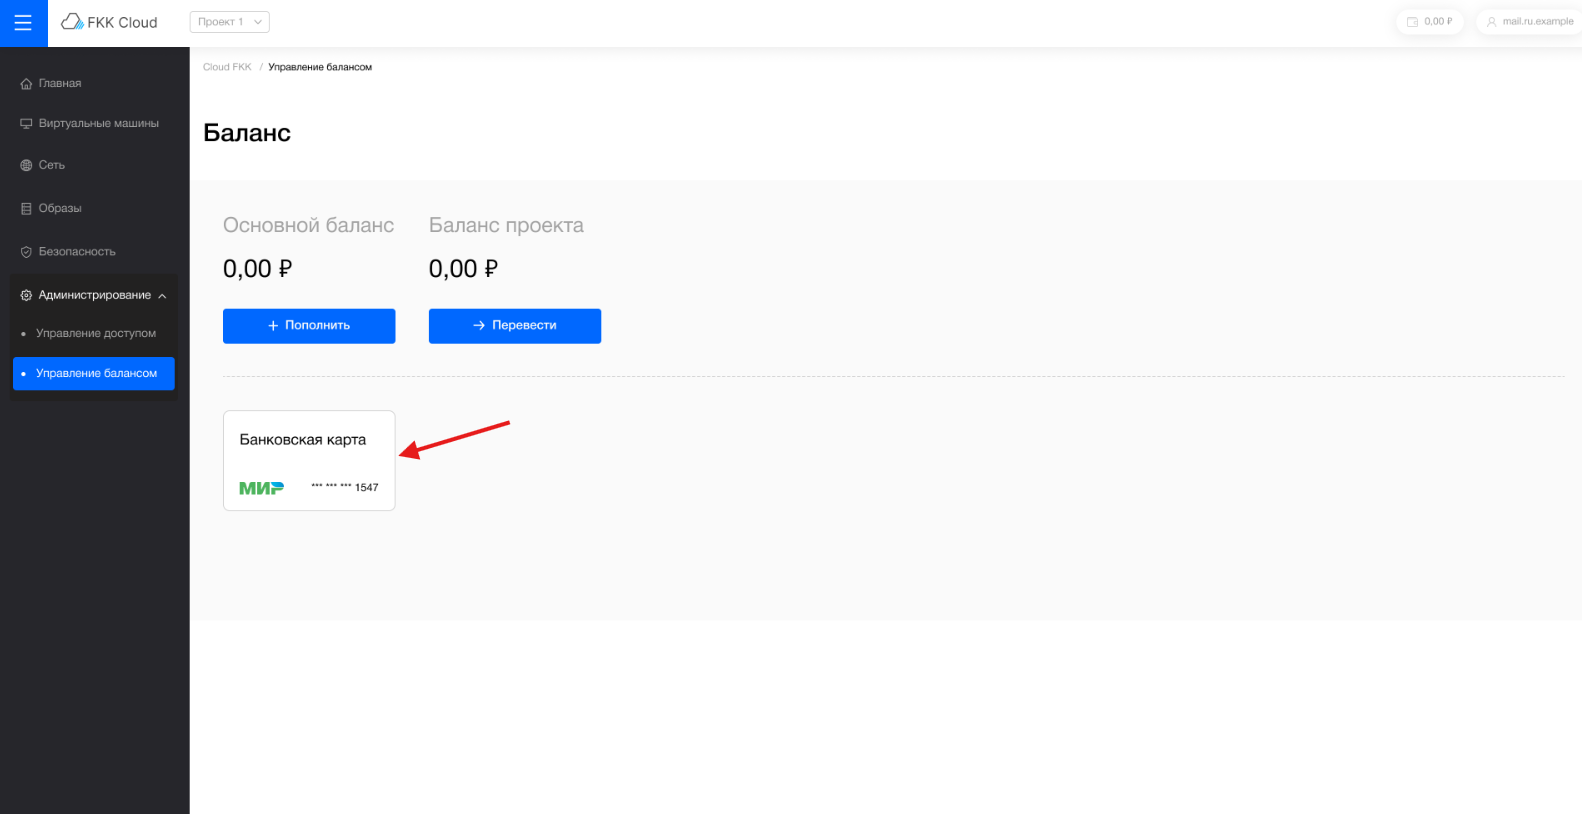 FKK Cloud
Проект 1
0,00 ₽
mail.ru.example
Главная
Виртуальные машины
Сеть
Образы
Безопасность
Администрирование
Управление доступом
Управление балансом
Cloud FKK / Управление балансом
Баланс
Основной баланс
0,00 ₽
+ Пополнить
Баланс проекта
0,00 ₽
→ Перевести
Банковская карта
МИР *** *** *** 1547